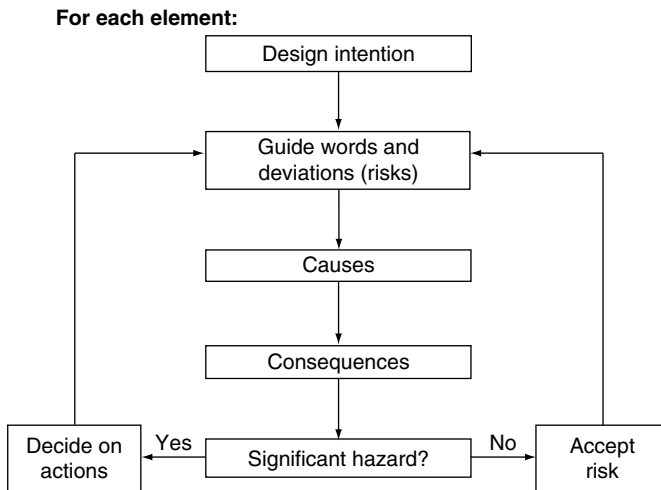 For each element:
Design intention
Guide words and
deviations (risks)
Causes
Consequences
Decide on
actions
Yes
Significant hazard?
No
Accept
risk